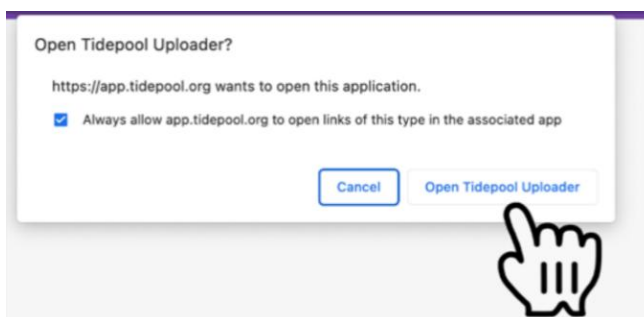 Open Tidepool Uploader?
https://app.tidepool.org wants to open this application.
Always allow app.tidepool.org to open links of this type in the associated app
Cancel
Open Tidepool Uploader